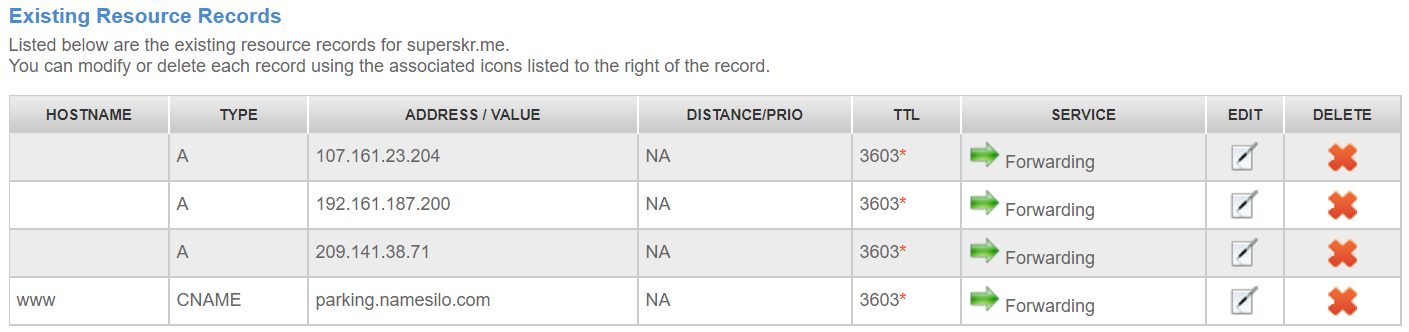 Existing Resource Records
Listed below are the existing resource records for superskr.me.
You can modify or delete each record using the associated icons listed to the right of the record.
HOSTNAME TYPE ADDRESS / VALUE DISTANCE/PRIO TTL SERVICE EDIT DELETE
A 107.161.23.204 NA 3603* Forwarding
A 192.161.187.200 NA 3603* Forwarding
A 209.141.38.71 NA 3603* Forwarding
www CNAME parking.namesilo.com NA 3603* Forwarding